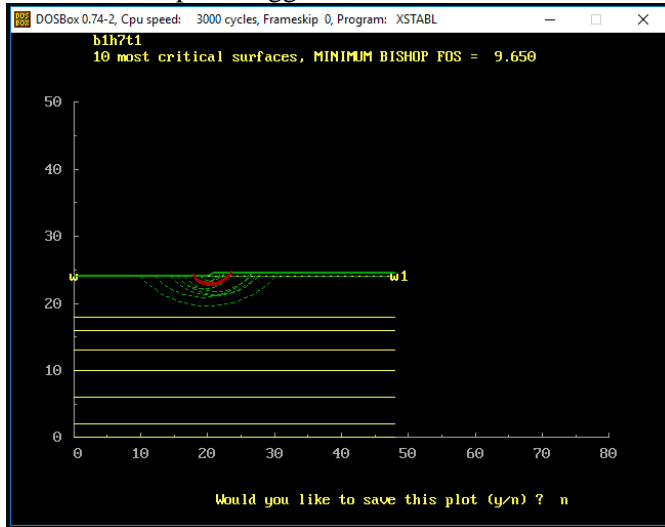 DOSBox 0.74-2, Cpu speed: 3000 cycles, Frameskip 0, Program: XSTABL
b1h7t1
10 most critical surfaces, MINIMUM BISHOP FOS = 9.650
50
40
30
w w1
20
10
0
0 10 20 30 40 50 60 70 80
Would you like to save this plot (y/n) ? n